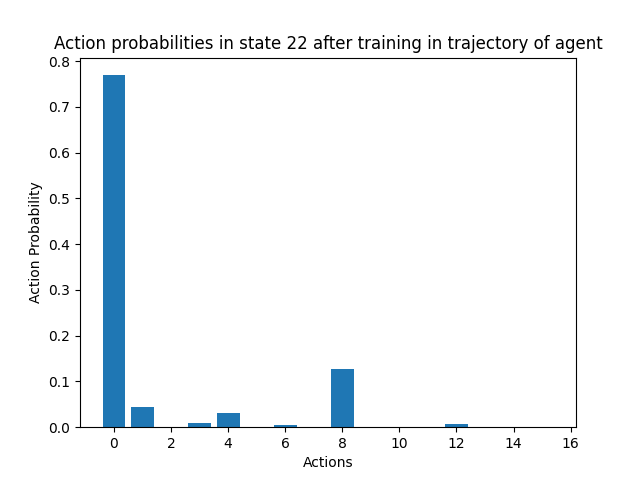 Action probabilities in state 22 after training in trajectory of agent
0.8
0.7
0.6
0.5
0.4
0.3
0.2
0.1
0.0
Action Probability
0 2 4 6 8 10 12 14 16
Actions